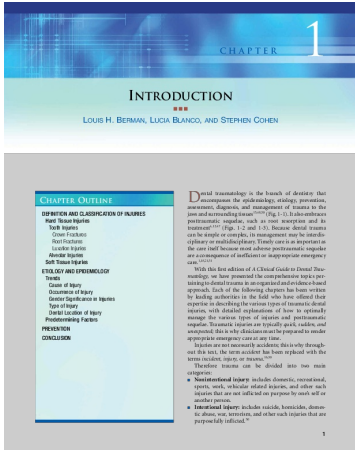 CHAPTER 1
INTRODUCTION
LOUIS H. BERMAN, LUCIA BLANCO, AND STEPHEN COHEN
CHAPTER OUTLINE
DEFINITION AND CLASSIFICATION OF INJURIES
Hard Tissue Injuries
Tooth Injuries
Crown Fractures
Root Fractures
Luxation Injuries
Alveolar Injuries
Soft Tissue Injuries
ETIOLOGY AND EPIDEMIOLOGY
Trends
Cause of Injury
Occurrence of Injury
Gender Significance in Injuries
Type of Injury
Dental Location of Injury
Predetermining Factors
PREVENTION
CONCLUSION
Dental traumatology is the branch of dentistry that
encompasses the epidemiology, etiology, prevention,
assessment, diagnosis, and management of trauma to the
jaws and surrounding tissues (Fig. 1-1). It also embraces
posttraumatic sequelae, such as root resorption and its
treatment (Figs. 1-2 and 1-3). Because dental trauma
can be simple or complex, its management may be interdis-
ciplinary or multidisciplinary. Timely care is as important as
the care itself because most adverse posttraumatic sequelae
are a consequence of inefficient or inappropriate emergency
care.
With this first edition of A Clinical Guide to Dental Trau-
matology, we have presented the comprehensive topics per-
taining to dental trauma in an organized and evidence-based
approach. Each of the following chapters has been written
by leading authorities in the field who have offered their
expertise in describing the various types of traumatic dental
injuries, with detailed explanations of how to optimally
manage the various types of injuries and posttraumatic
sequelae. Traumatic injuries are typically quick, sudden, and
unexpected; this is why clinicians must be prepared to render
appropriate emergency care at any time.
Injuries are not necessarily accidents; this is why through-
out this text, the term accident has been replaced with the
terms incident, injury, or trauma.
Therefore trauma can be divided into two main
categories:
■ Nonintentional injury: includes domestic, recreational,
sports, work, vehicular related injuries, and other such
injuries that are not inflicted on purpose by one's self or
another person.
■ Intentional injury: includes suicide, homicides, domes-
tic abuse, war, terrorism, and other such injuries that are
purposefully inflicted.
1